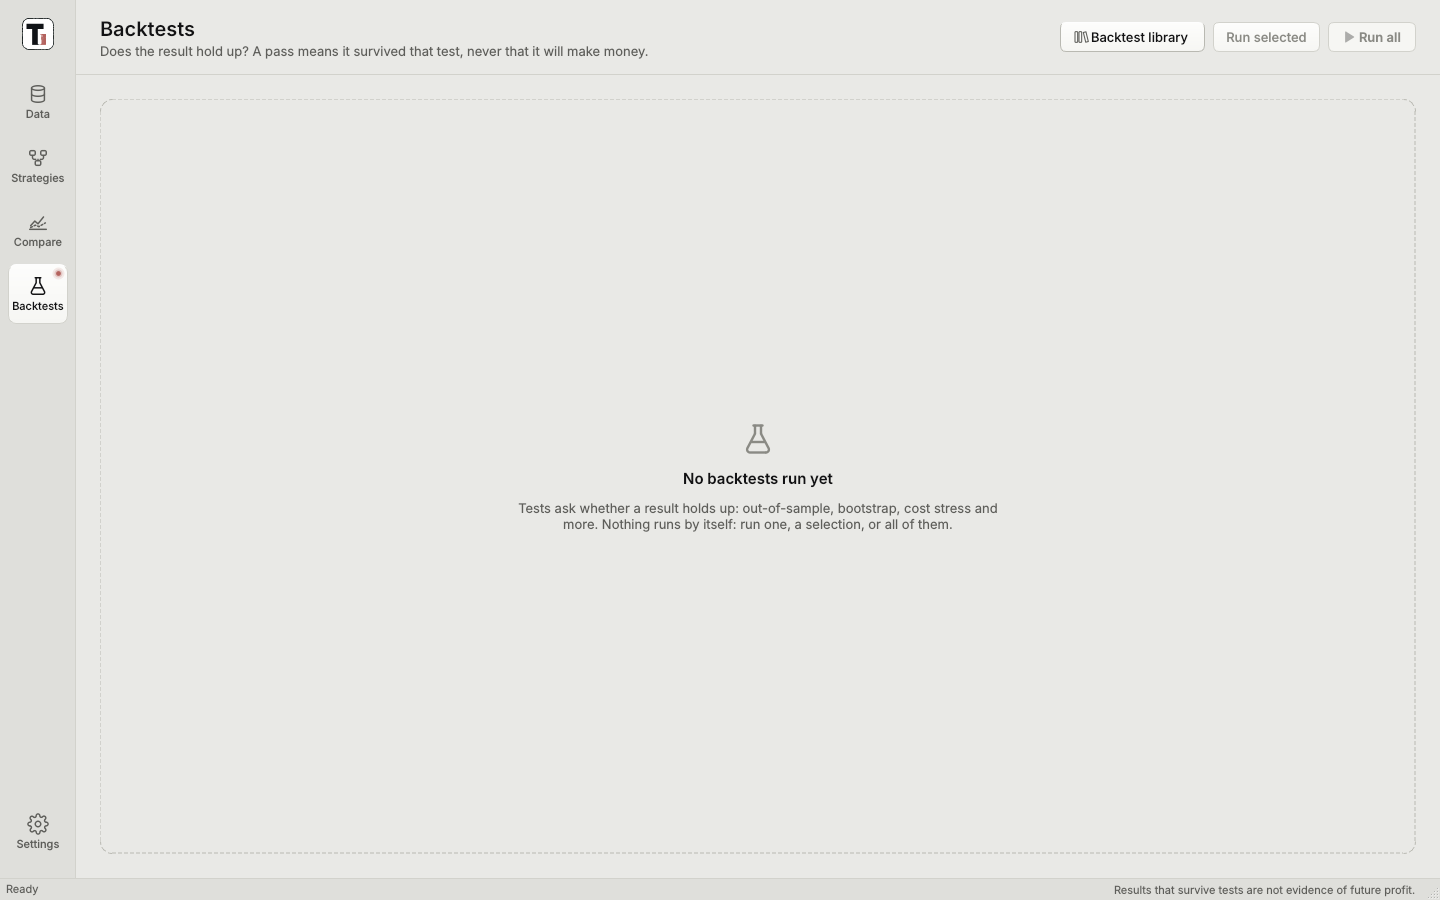 Backtests
Does the result hold up? A pass means it survived that test, never that it will make money.
Backtest library
Run selected
Run all
Data
Strategies
Compare
Backtests
No backtests run yet
Tests ask whether a result holds up: out-of-sample, bootstrap, cost stress and
more. Nothing runs by itself: run one, a selection, or all of them.
Settings
Ready
Results that survive tests are not evidence of future profit.